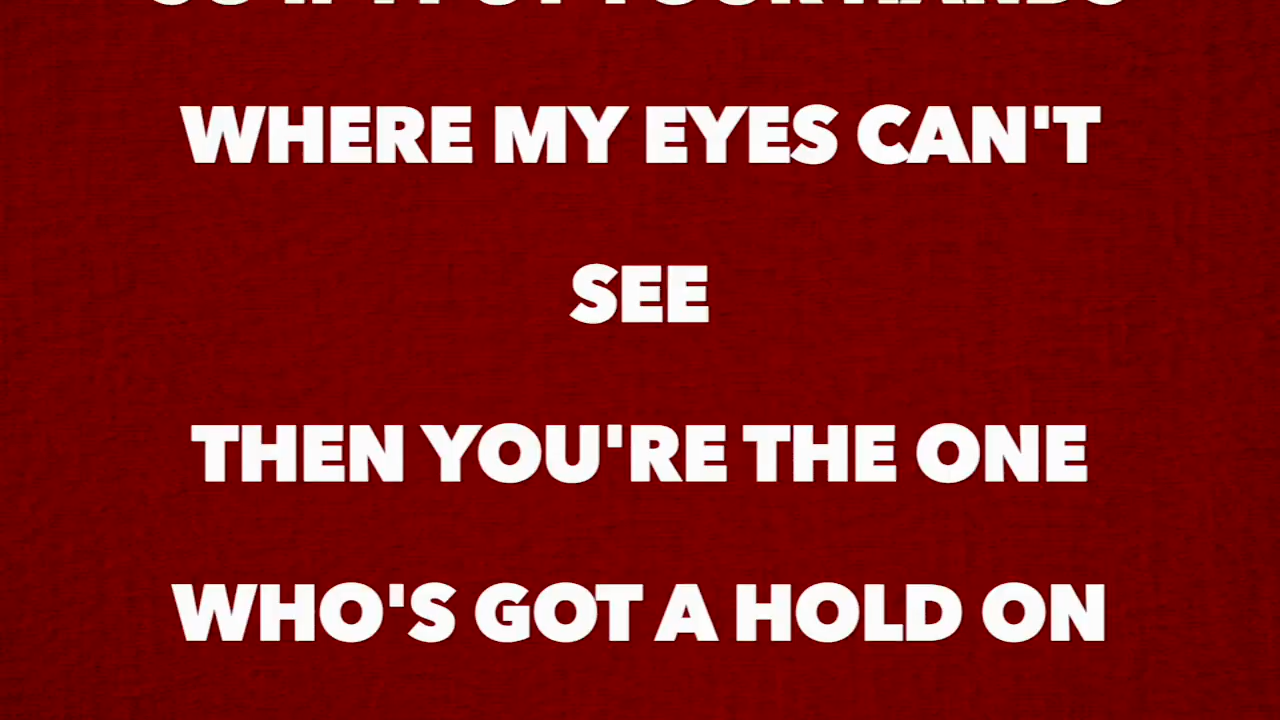 WHERE MY EYES CAN'T
SEE
THEN YOU'RE THE ONE
WHO'S GOT A HOLD ON